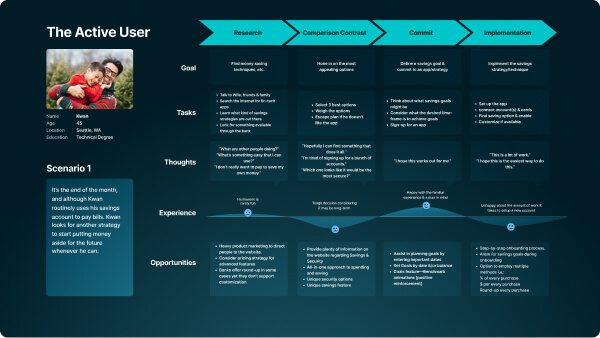 The Active User
Name Kwan
Age 45
Location Seattle, WA
Education Technical Degree
Scenario 1
It's the end of the month,
and although Kwan
routinely uses his savings
account to pay bills. Kwan
looks for another strategy
to start putting money
aside for the future
whenever he can.
Research
Comparison Contrast
Commit
Implementation
Goal
Find money saving
techniques, etc.
Hone in on the most
appealing options
Define a savings goal &
commit to an app/strategy
Implement the savings
strategy/technique
Tasks
• Talk to Wife, friends & family
• Search the internet for fin-tech
apps
• Learn what kind of savings
strategies are out there
• Look for something available
through the bank
• Select 3 best options
• Weigh the options
• Escape plan if he doesn't
like the app
• Think about what savings goals
might be
• Consider what the desired time-
frame is to achieve goals
• Sign-up for an app
• Set up the app
• connect account(s) & cards
• Find saving option & enable
• Customize if available
Thoughts
"What are other people doing?"
"What's something easy that I can
use?"
"I don't really want to pay to save my
own money."
"Hopefully I can find something that
does it all."
"I'm tired of signing up for a bunch of
accounts."
"Which one looks like it would be the
most secure?"
"I hope this works out for me."
"This is a lot of work."
"I hope this is the easiest way to do
this."
Experience
Homework is
rarely fun
Tough decision considering
it may be long-term
Happy with the familiar
experience & a plan in mind
Unhappy about the amount of work it
takes to setup a new account
Opportunities
• Heavy product marketing to direct
people to the website.
• Consider pricing strategy for
advanced features
• Banks offer round-up in some
cases yet they don't support
customization
• Provide plenty of information on
the website regarding Savings &
Security
• All-in-one approach to spending
and saving
• Unique security options
• Unique savings feature
• Assist in planning goals by
entering important dates
• Set Goals by date &/or balance
• Goals feature—Benchmark
animations (positive
reinforcement)
• Step-by-step onboarding process.
• Allow for savings goals during
onboarding
• Option to employ multiple
methods i.e.:
% of every purchase
$ per every purchase
Round-up every purchase